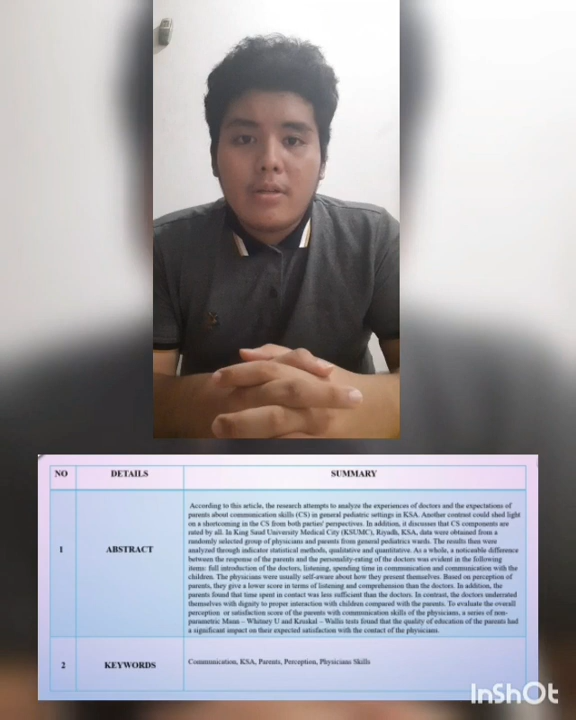 NO DETAILS SUMMARY
According to this article, the research attempts to analyze the experiences of doctors and the expectations of
parents about communication skills (CS) in general pediatric settings in KSA. Another contrast could shed light
on a shortcoming in the CS from both parties' perspectives. In addition, it discusses that CS components are
rated by all. In King Saud University Medical City (KSUMC), Riyadh, KSA, data were obtained from a
randomly selected group of physicians and parents from general pediatrics wards. The results then were
analyzed through indicator statistical methods, qualitative and quantitative. As a whole, a noticeable difference
between the response of the parents and the personality-rating of the doctors was evident in the following
items: full introduction of the doctors, listening, spending time in communication and communication with the
children. The physicians were usually self-aware about how they present themselves. Based on perception of
parents, they give a lower score in terms of listening and comprehension than the doctors. In addition, the
parents found that time spent in contact was less sufficient than the doctors. In contrast, the doctors underrated
themselves with dignity to proper interaction with children compared with the parents. To evaluate the overall
perception or satisfaction score of the parents with communication skills of the physicians, a series of non-
parametric Mann – Whitney U and Kruskal – Wallis tests found that the quality of education of the parents had
a significant impact on their expected satisfaction with the contact of the physicians.
1 ABSTRACT
2 KEYWORDS Communication, KSA, Parents, Perception, Physicians Skills
InShOt